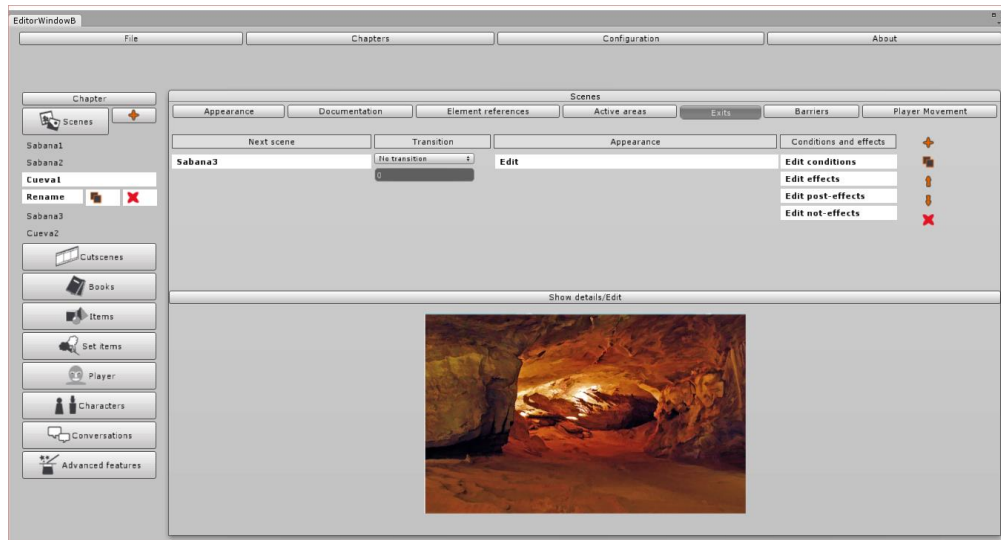 EditorWindowB
File Chapters Configuration About
Chapter
Scenes
Sabana1
Sabana2
Cueva1
Rename
Sabana3
Cueva2
Cutscenes
Books
Items
Set items
Player
Characters
Conversations
Advanced features
Scenes
Appearance Documentation Element references Active areas Exits Barriers Player Movement
Next scene Transition Appearance Conditions and effects
Sabana3 No transition Edit Edit conditions
0 Edit effects
Edit post-effects
Edit not-effects
Show details/Edit